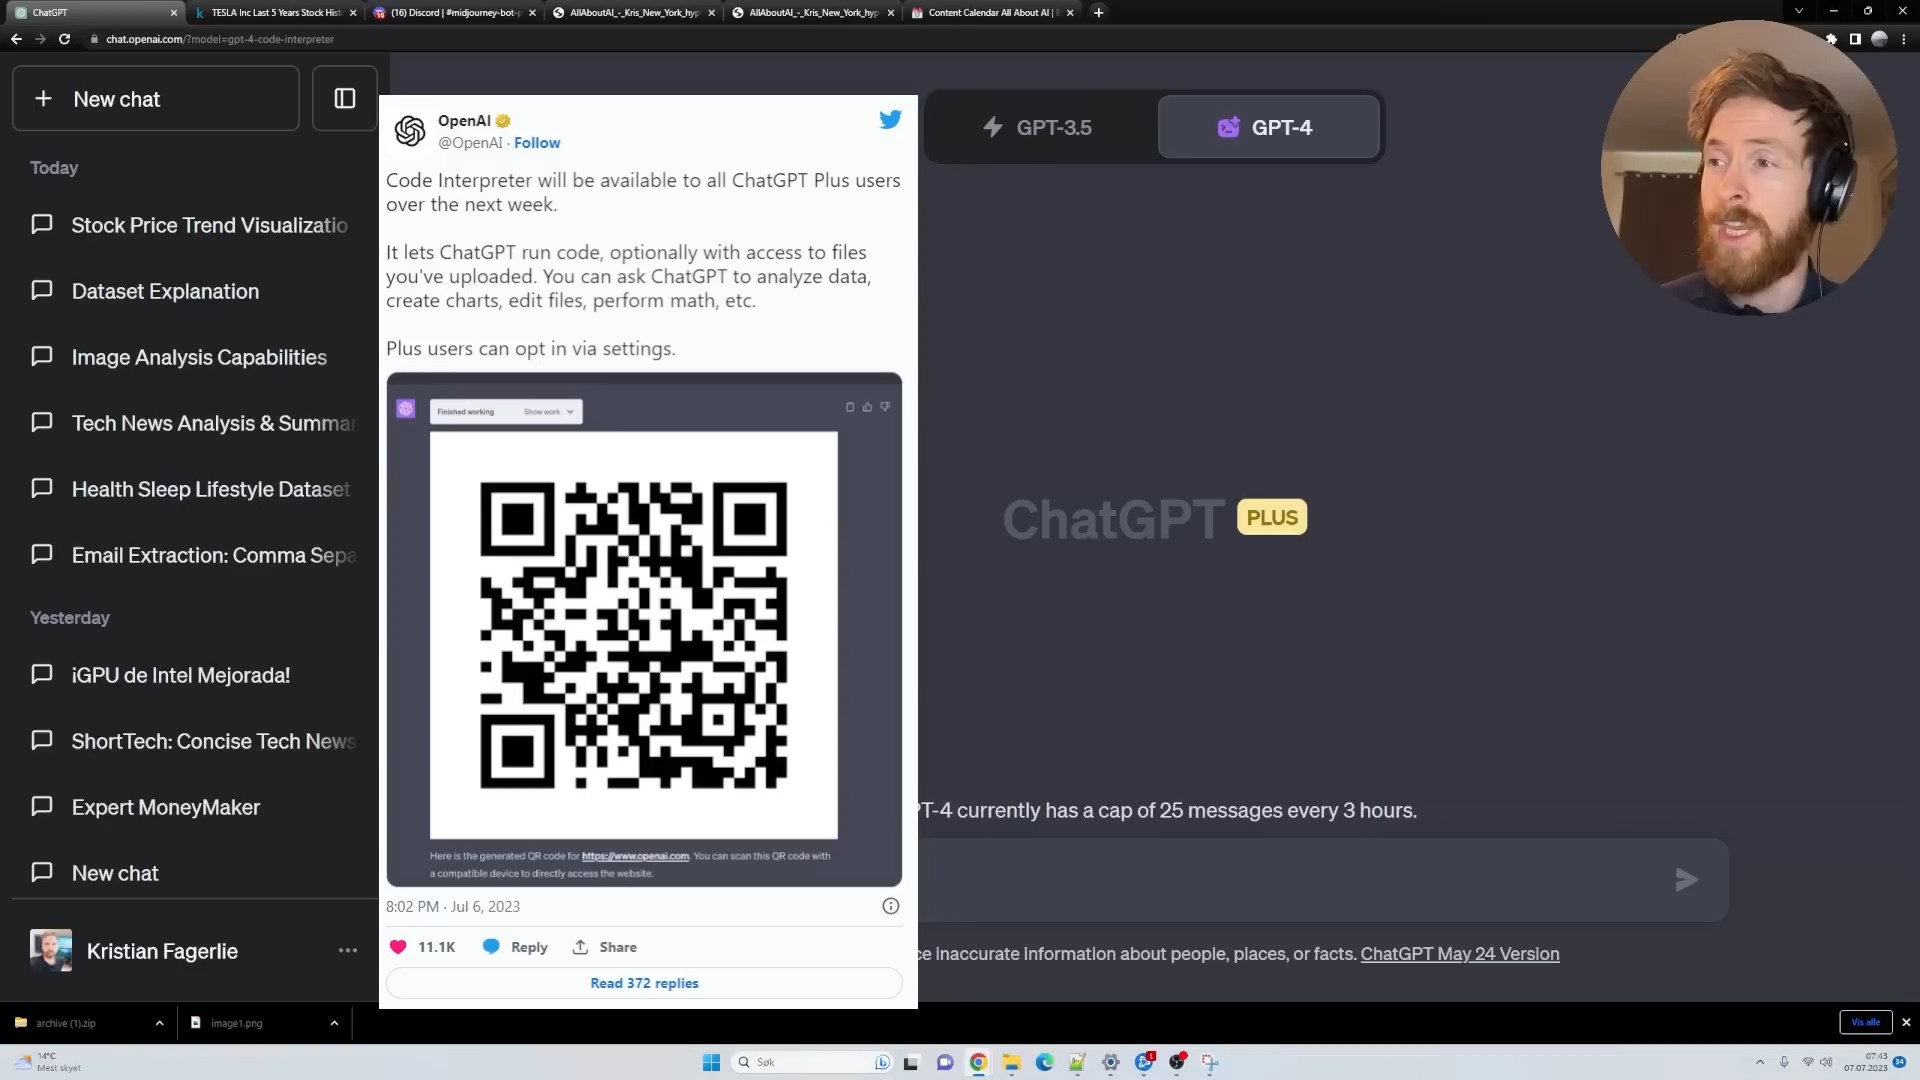 ChatGPT
TESLA Inc Last 5 Years Stock Hist
(16) Discord | #midjourney-bot-p
AllAboutAI_-_Kris_New_York_hyp
AllAboutAI_-_Kris_New_York_hyp
Content Calendar All About AI |
chat.openai.com/?model=gpt-4-code-interpreter
New chat
Today
Stock Price Trend Visualizatio
Dataset Explanation
Image Analysis Capabilities
Tech News Analysis & Summar
Health Sleep Lifestyle Dataset
Email Extraction: Comma Sepa
Yesterday
iGPU de Intel Mejorada!
ShortTech: Concise Tech News
Expert MoneyMaker
New chat
Kristian Fagerlie
OpenAI
@OpenAI · Follow
Code Interpreter will be available to all ChatGPT Plus users
over the next week.
It lets ChatGPT run code, optionally with access to files
you've uploaded. You can ask ChatGPT to analyze data,
create charts, edit files, perform math, etc.
Plus users can opt in via settings.
Finished working
Show work
Here is the generated QR code for https://www.openai.com. You can scan this QR code with
a compatible device to directly access the website.
8:02 PM · Jul 6, 2023
11.1K
Reply
Share
Read 372 replies
GPT-3.5
GPT-4
ChatGPT
PLUS
PT-4 currently has a cap of 25 messages every 3 hours.
ce inaccurate information about people, places, or facts. ChatGPT May 24 Version
archive (1).zip
image1.png
Vis alle
14°C
Mest skyet
Søk
07:43
07.07.2023
34